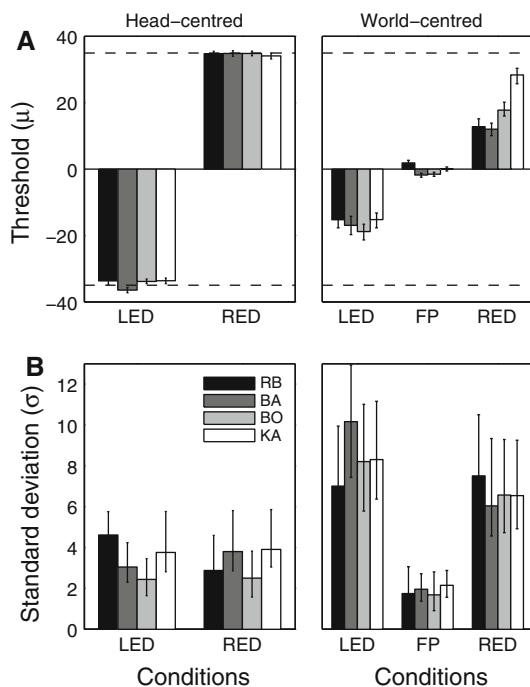 Head-centred
World-centred
A
Threshold (μ)
40
20
0
−20
−40
LED
RED
LED
FP
RED
B
Standard deviation (σ)
12
10
8
6
4
2
0
RB
BA
BO
KA
LED
RED
LED
FP
RED
Conditions
Conditions